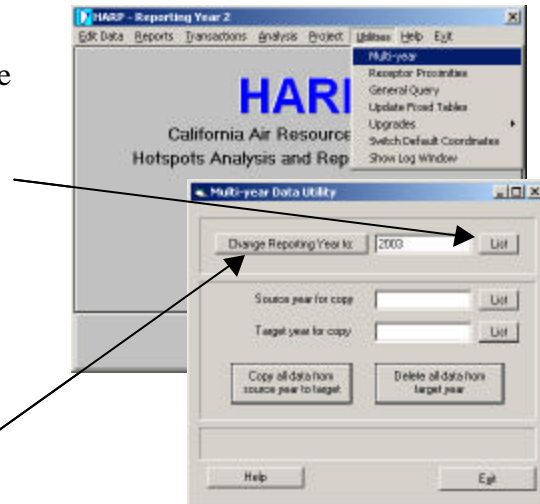 HARP - Reporting Year 2
Edit Data Reports Transactions Analysis Project Utilities Help Exit
Multi-year
Receptor Proximities
General Query
Update Fixed Tables
Upgrades
Switch Default Coordinates
Show Log Window
e
HARP
California Air Resource
Hotspots Analysis and Rep
Multi-year Data Utility
Change Reporting Year to: 2003 List
Source year for copy List
Target year for copy List
Copy all data from source year to target
Delete all data from target year
Help Exit